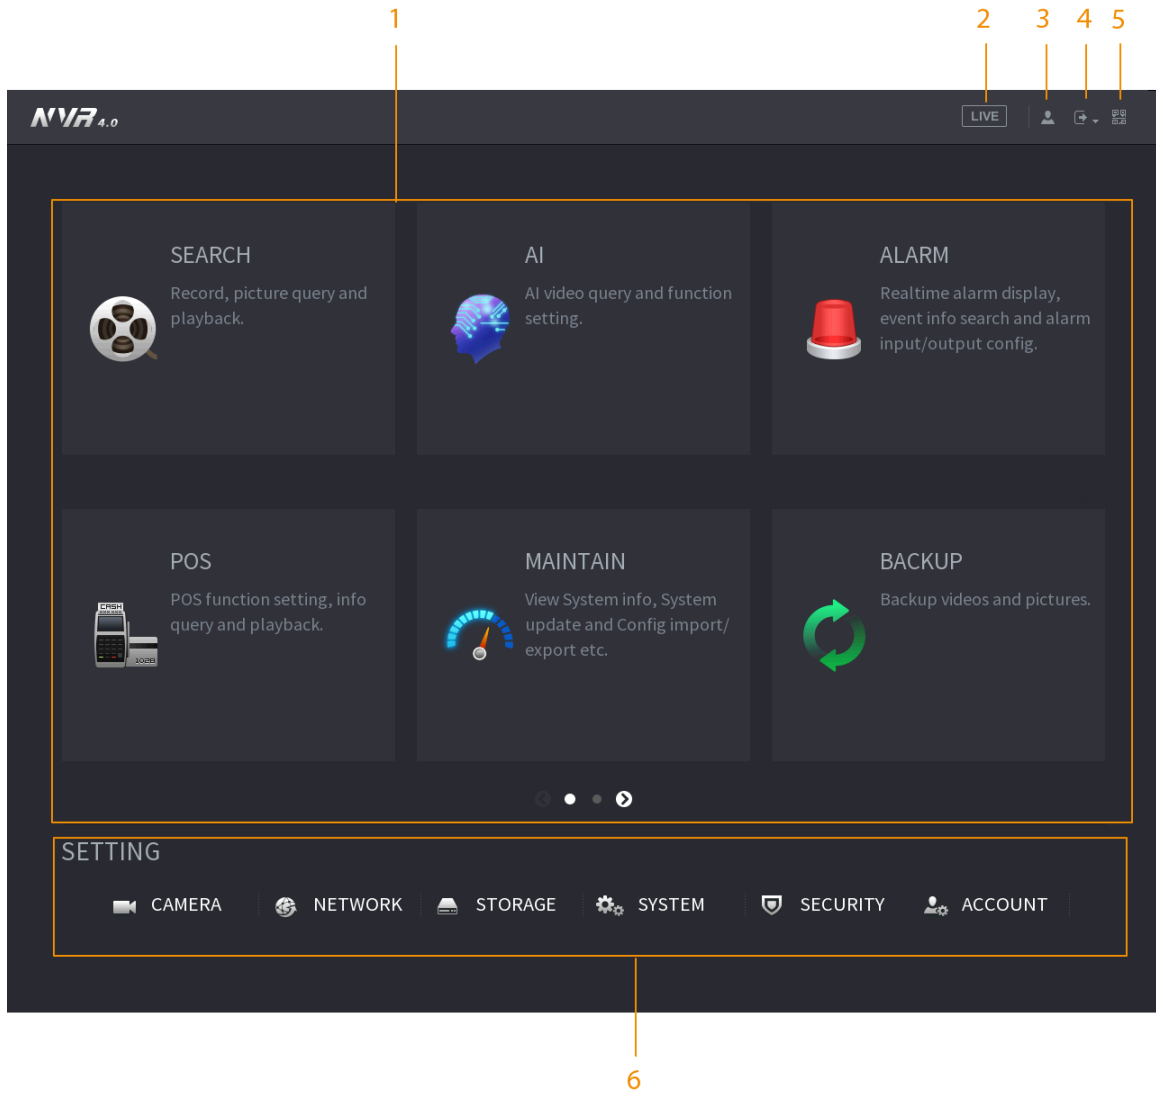 1
2 3 4 5
NVR 4.0
LIVE
SEARCH
Record, picture query and
playback.
AI
AI video query and function
setting.
ALARM
Realtime alarm display,
event info search and alarm
input/output config.
POS
CASH
1028
POS function setting, info
query and playback.
MAINTAIN
View System info, System
update and Config import/
export etc.
BACKUP
Backup videos and pictures.
SETTING
CAMERA NETWORK STORAGE SYSTEM SECURITY ACCOUNT
6